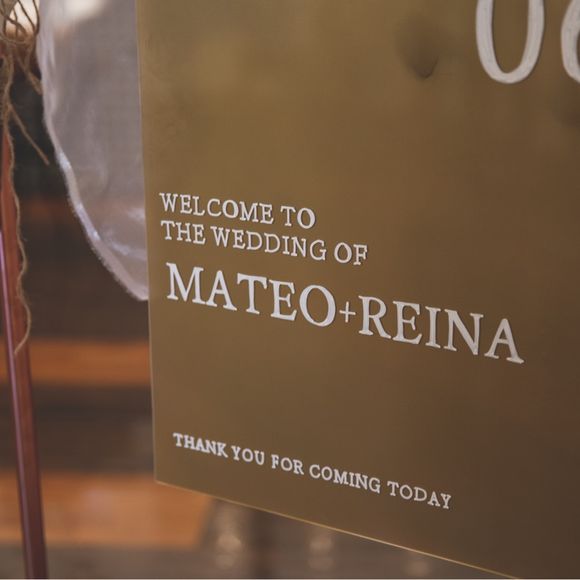 WELCOME TO
THE WEDDING OF
MATEO+REINA
THANK YOU FOR COMING TODAY